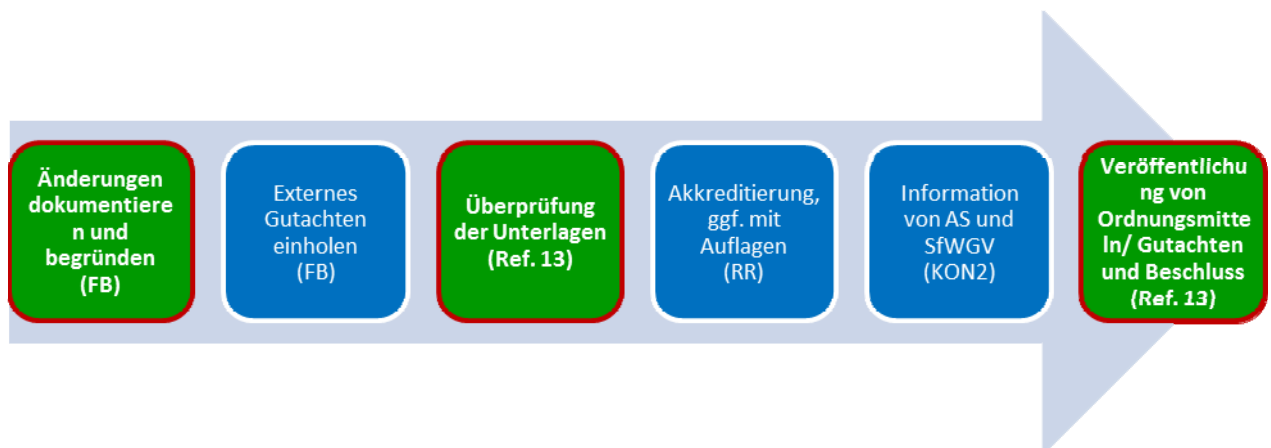 Änderungen
dokumentiere
n und
begründen
(FB)
Externes
Gutachten
einholen
(FB)
Überprüfung
der Unterlagen
(Ref. 13)
Akkreditierung,
ggf. mit
Auflagen
(RR)
Information
von AS und
SfWGV
(KON2)
Veröffentlichu
ng von
Ordnungsmitte
ln/ Gutachten
und Beschluss
(Ref. 13)